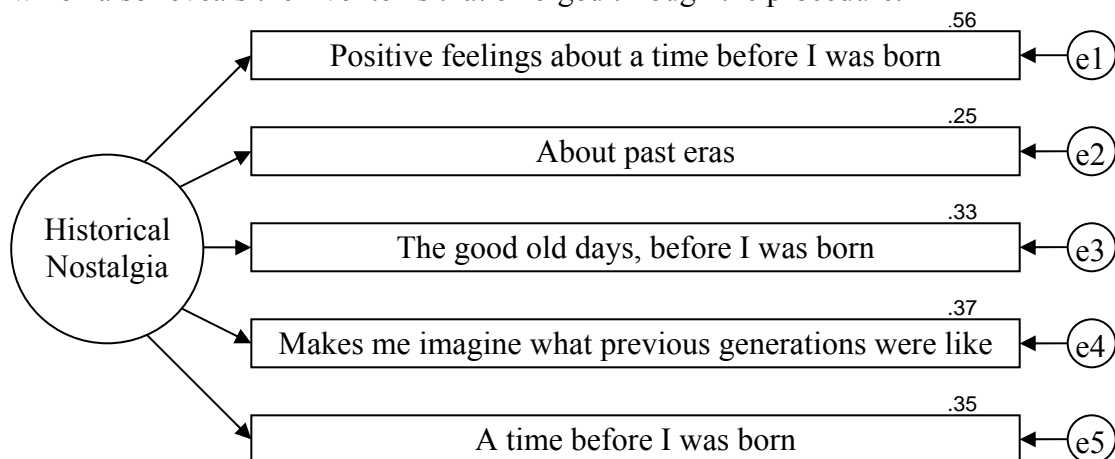 .56
Positive feelings about a time before I was born
e1
.25
About past eras
e2
.33
The good old days, before I was born
e3
Historical
Nostalgia
.37
Makes me imagine what previous generations were like
e4
.35
A time before I was born
e5